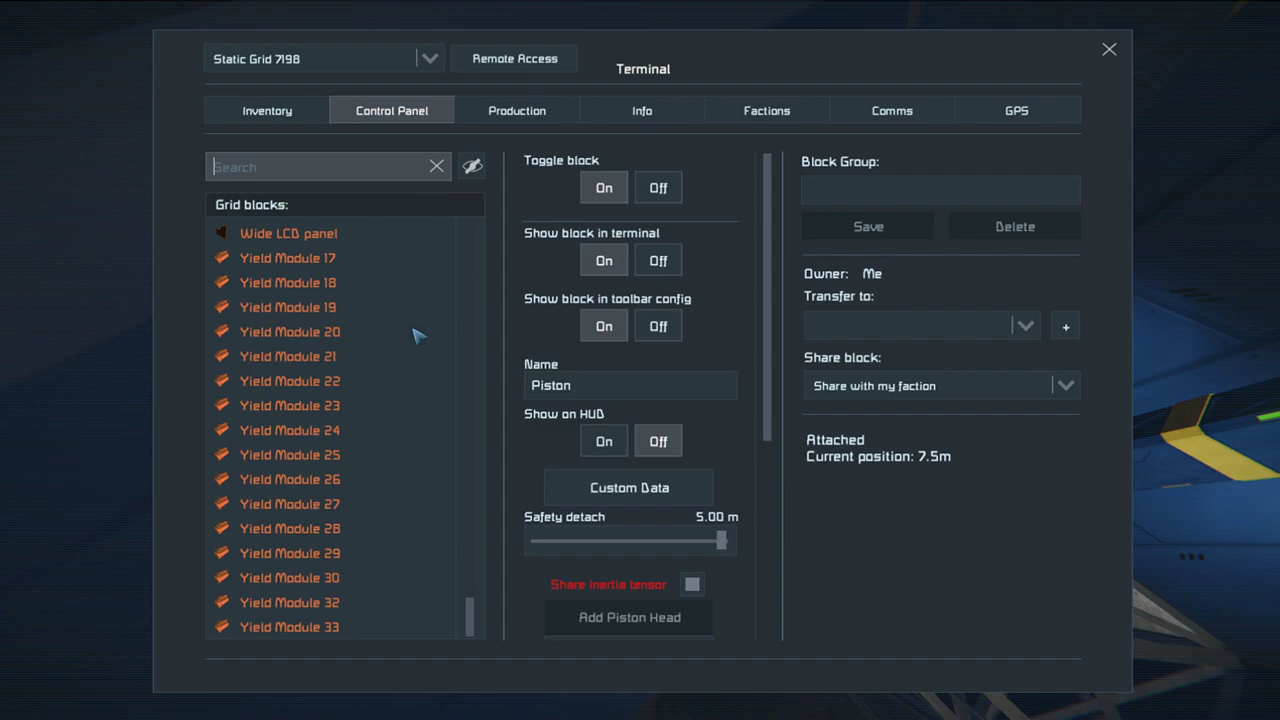 Static Grid 7198
Remote Access
Terminal
Inventory
Control Panel
Production
Info
Factions
Comms
GPS
Search
Grid blocks:
Wide LCD panel
Yield Module 17
Yield Module 18
Yield Module 19
Yield Module 20
Yield Module 21
Yield Module 22
Yield Module 23
Yield Module 24
Yield Module 25
Yield Module 26
Yield Module 27
Yield Module 28
Yield Module 29
Yield Module 30
Yield Module 32
Yield Module 33
Toggle block
On Off
Show block in terminal
On Off
Show block in toolbar config
On Off
Name
Piston
Show on HUD
On Off
Custom Data
Safety detach 5.00 m
Share inertia tensor
Add Piston Head
Block Group:
Save Delete
Owner: Me
Transfer to:
+
Share block:
Share with my faction
Attached
Current position: 7.5m